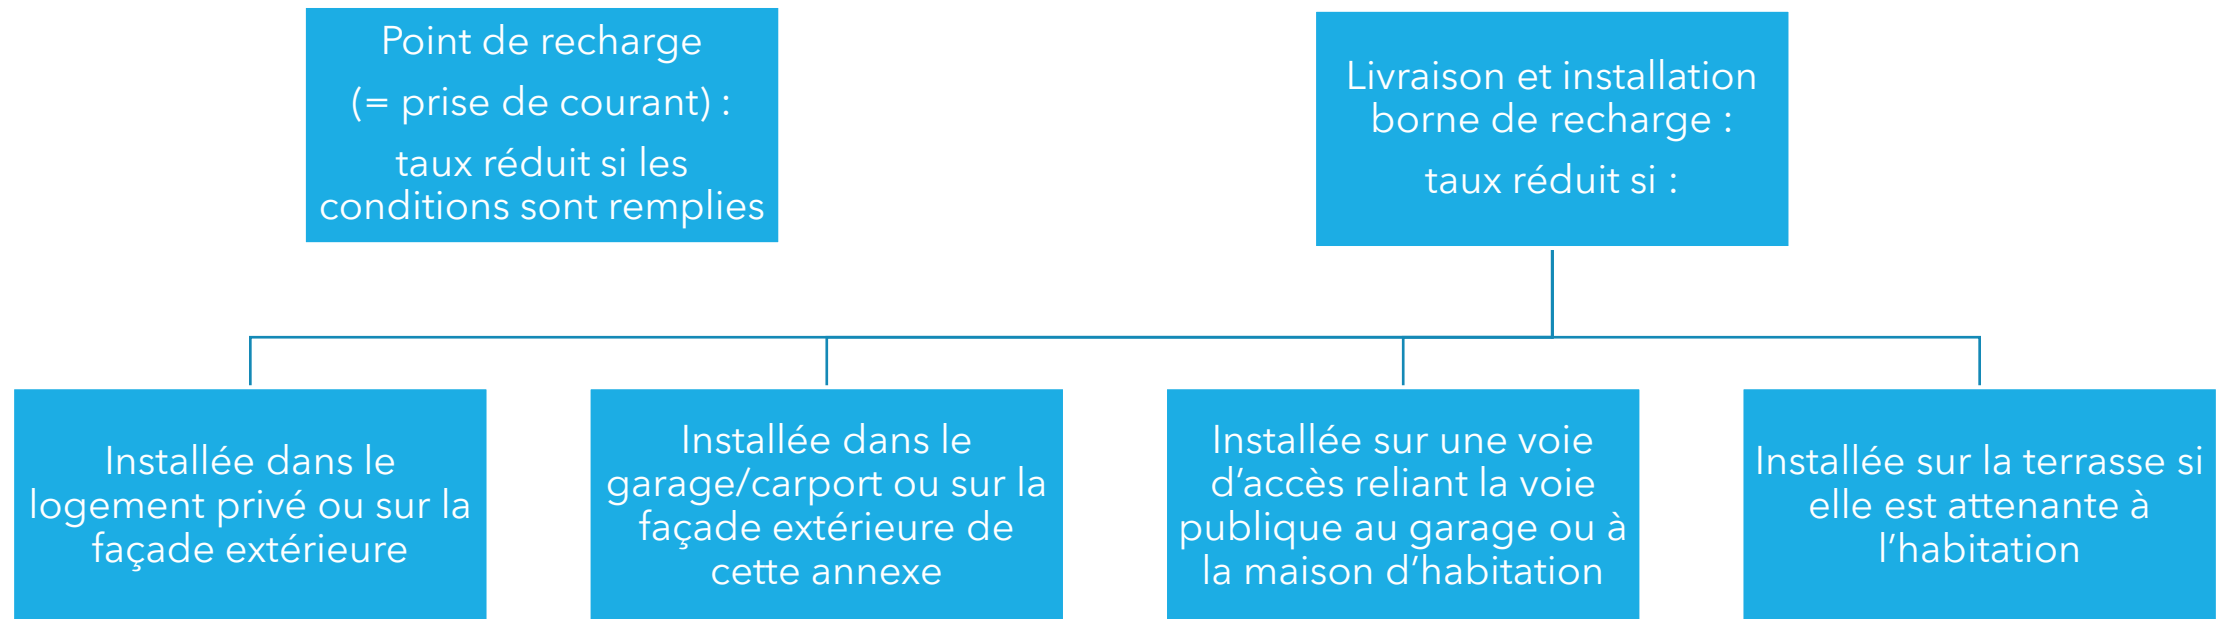 Point de recharge
(= prise de courant) :
taux réduit si les
conditions sont remplies
Livraison et installation
borne de recharge :
taux réduit si :
Installée dans le
logement privé ou sur la
façade extérieure
Installée dans le
garage/carport ou sur la
façade extérieure de
cette annexe
Installée sur une voie
d’accès reliant la voie
publique au garage ou à
la maison d’habitation
Installée sur la terrasse si
elle est attenante à
l’habitation